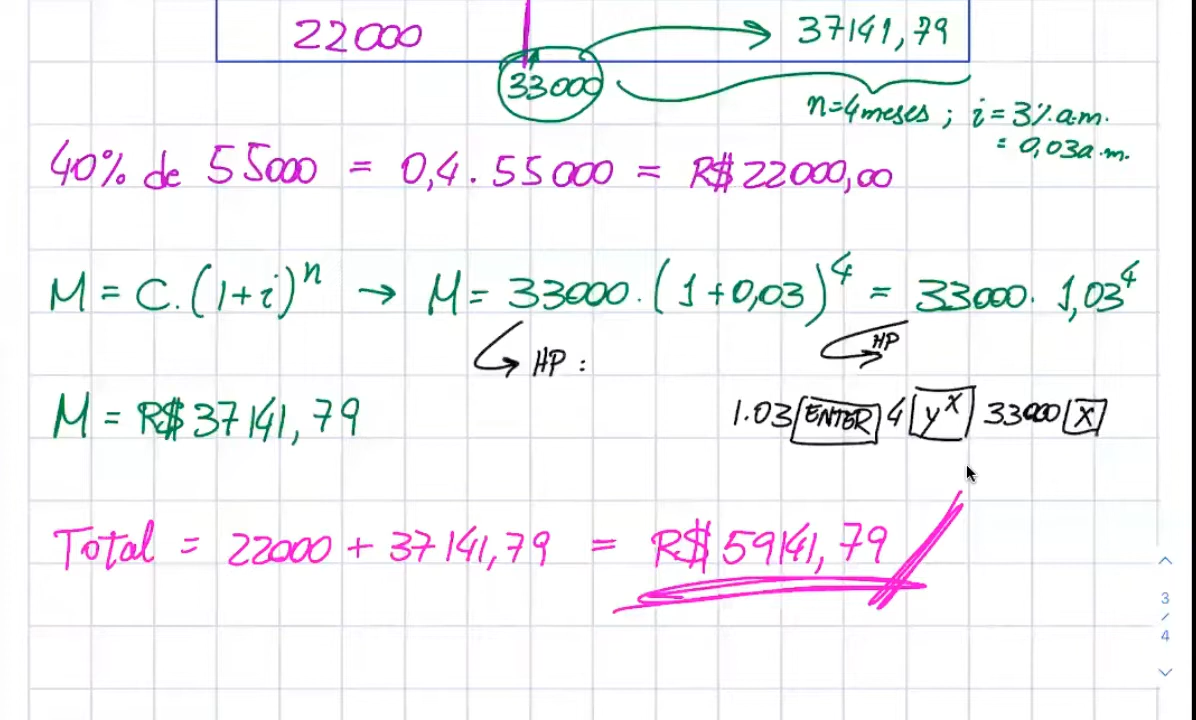 22000 37141,79
33000
n=4meses ; i = 3%.a.m.
= 0,03a.m.
40% de 55000 = 0,4 . 55000 = R$ 22000,00
M = C.(1+i)ⁿ → M = 33000.(1+0,03)⁴ = 33000. 1,03⁴
HP : HP
M = R$ 37141,79 1.03 ENTER 4 yˣ 33000 X
Total = 22000 + 37141,79 = R$ 59141,79
3
/
4